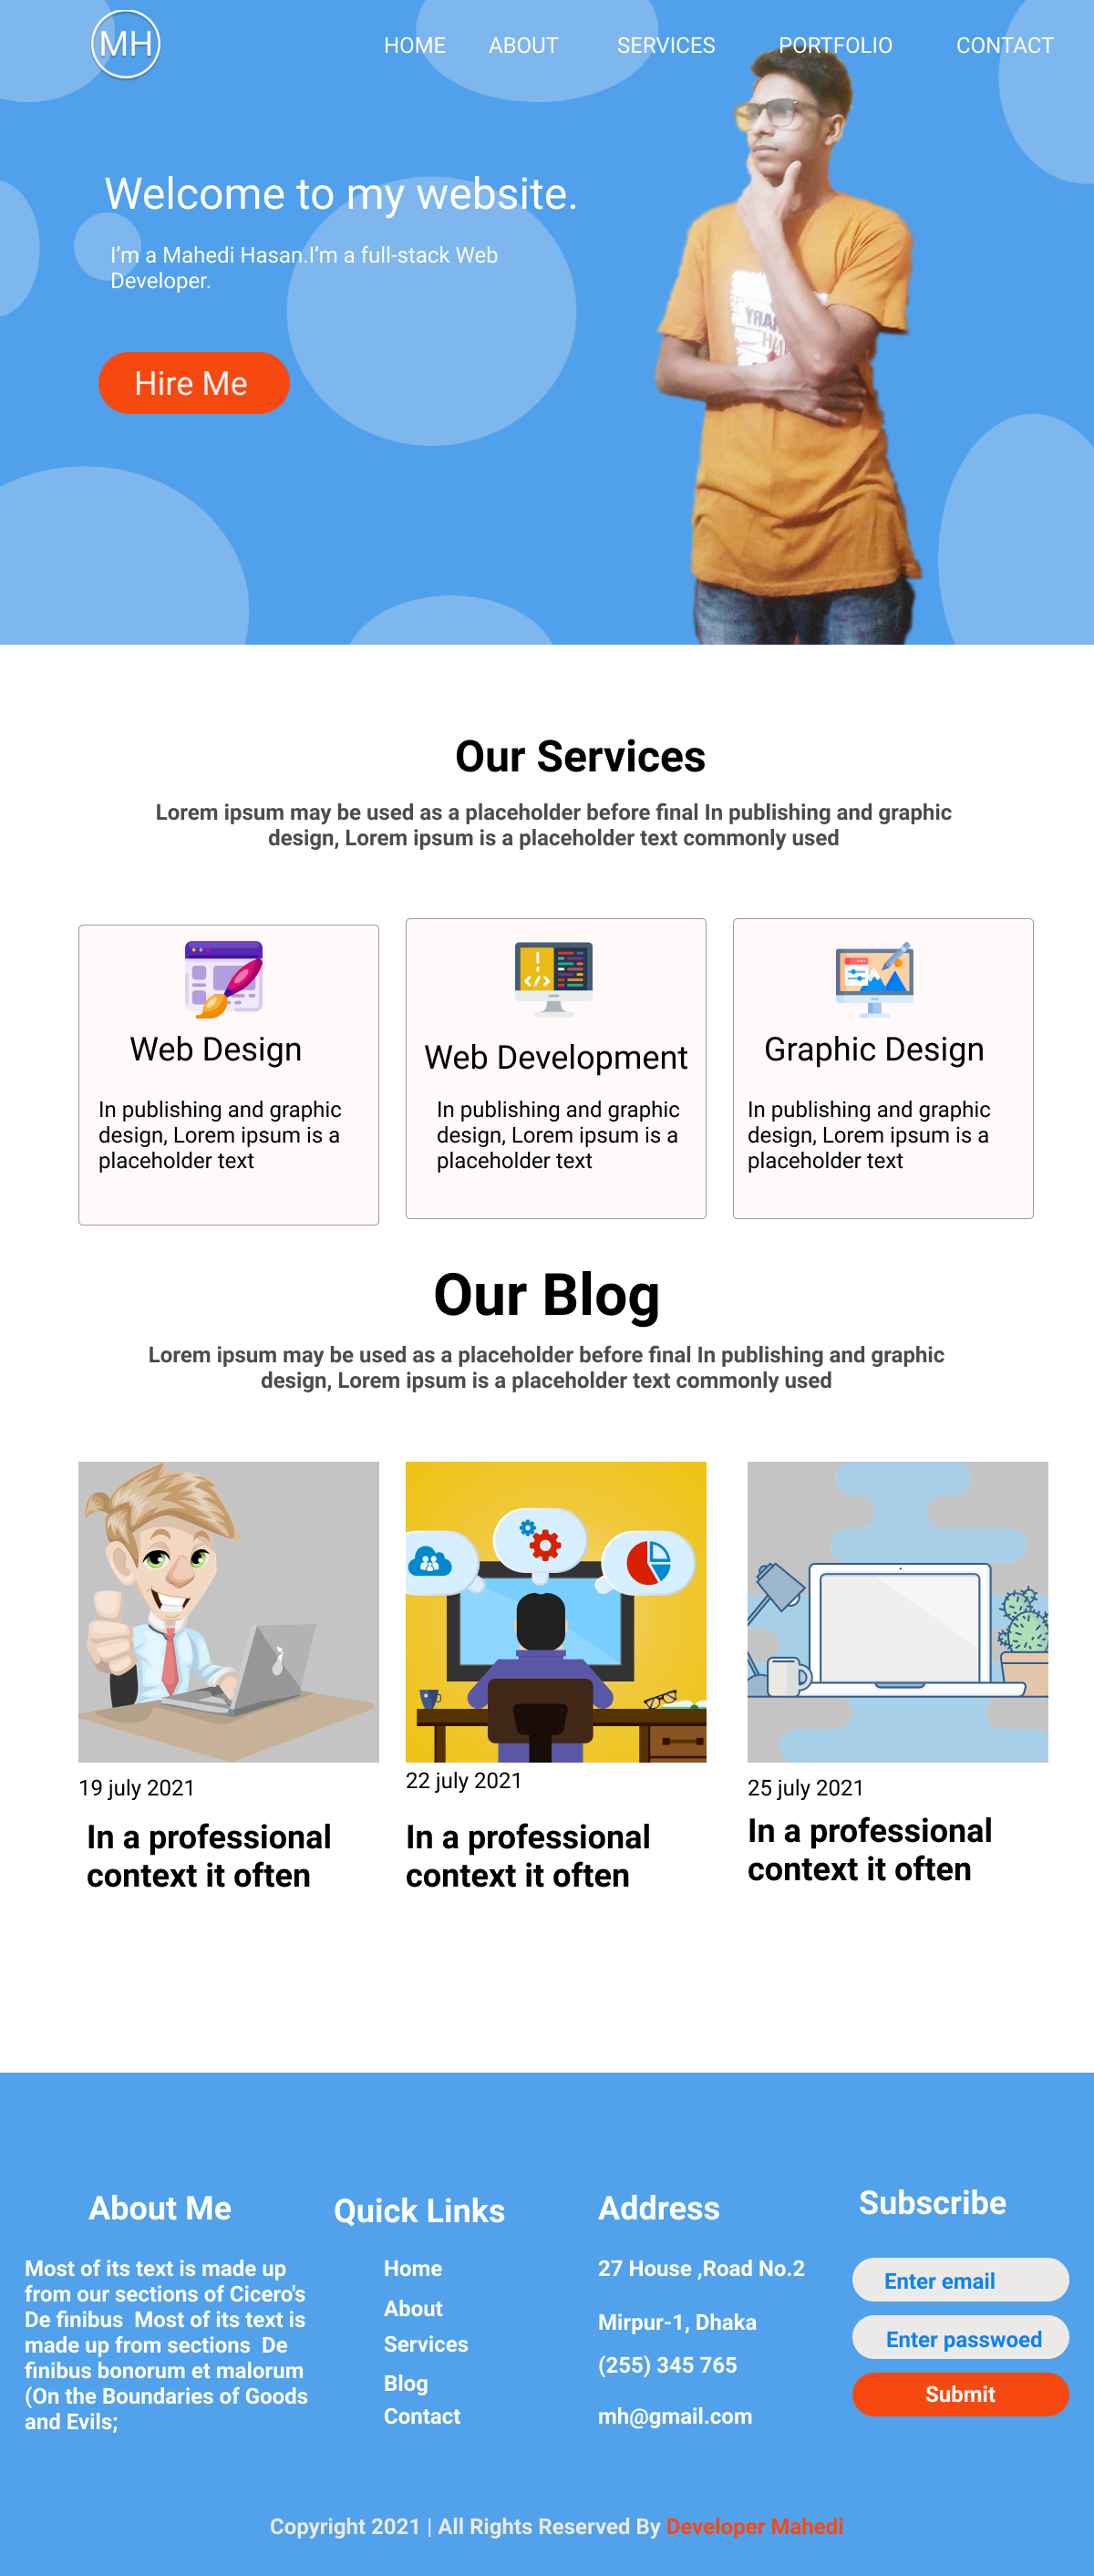 MH
HOME ABOUT SERVICES PORTFOLIO CONTACT
Welcome to my website.
I'm a Mahedi Hasan.I'm a full-stack Web
Developer.
Hire Me
Our Services
Lorem ipsum may be used as a placeholder before final In publishing and graphic
design, Lorem ipsum is a placeholder text commonly used
Web Design
In publishing and graphic
design, Lorem ipsum is a
placeholder text
Web Development
In publishing and graphic
design, Lorem ipsum is a
placeholder text
Graphic Design
In publishing and graphic
design, Lorem ipsum is a
placeholder text
Our Blog
Lorem ipsum may be used as a placeholder before final In publishing and graphic
design, Lorem ipsum is a placeholder text commonly used
19 july 2021
In a professional
context it often
22 july 2021
In a professional
context it often
25 july 2021
In a professional
context it often
About Me
Most of its text is made up
from our sections of Cicero's
De finibus  Most of its text is
made up from sections  De
finibus bonorum et malorum
(On the Boundaries of Goods
and Evils;
Quick Links
Home
About
Services
Blog
Contact
Address
27 House ,Road No.2
Mirpur-1, Dhaka
(255) 345 765
mh@gmail.com
Subscribe
Enter email
Enter passwoed
Submit
Copyright 2021 | All Rights Reserved By Developer Mahedi